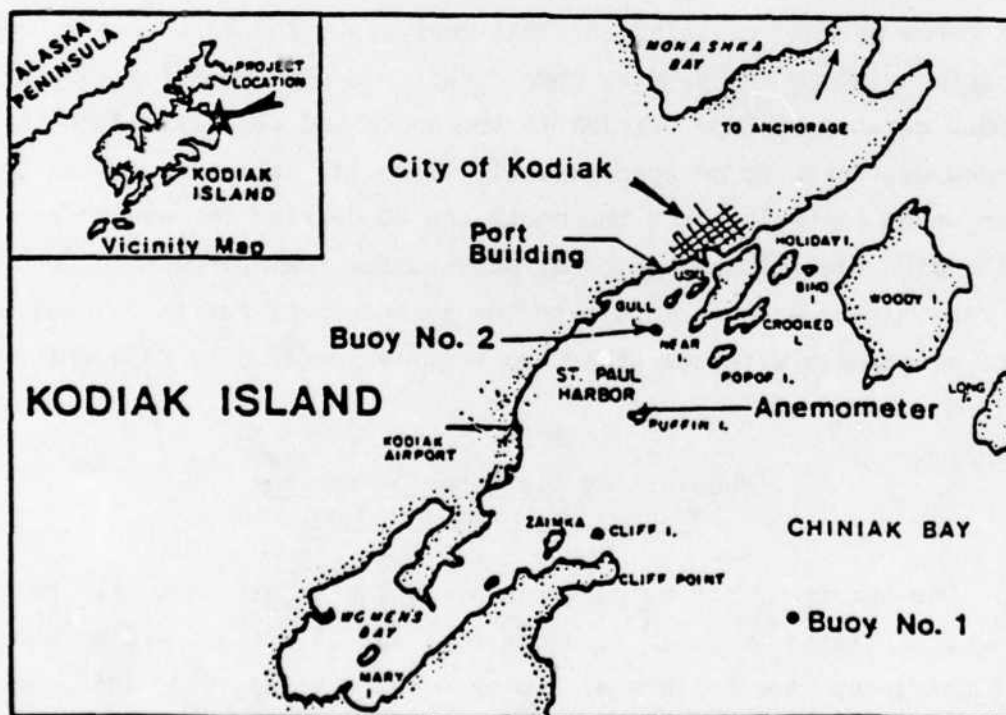 ALASKA
PENINSULA
PROJECT
LOCATION
KODIAK
ISLAND
Vicinity Map
MONASHKA
BAY
TO ANCHORAGE
City of Kodiak
Port
Building
USKI
HOLIDAY I.
BIRD
I
WOODY I.
GULL
CROOKED
I.
Buoy No. 2
NEAR
I.
POPOF I.
ST. PAUL
HARBOR
LONG
I.
KODIAK ISLAND
Anemometer
PUFFIN I.
KODIAK
AIRPORT
ZAIMKA
CLIFF I.
CHINIAK BAY
CLIFF POINT
WOMENS
BAY
Buoy No. 1
MARY
I